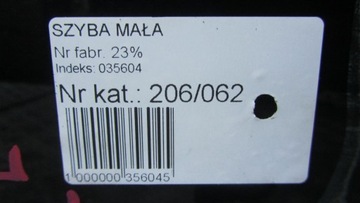 SZYBA MAŁA
Nr fabr. 23%
Indeks: 035604
Nr kat.: 206/062
1 000000 356045